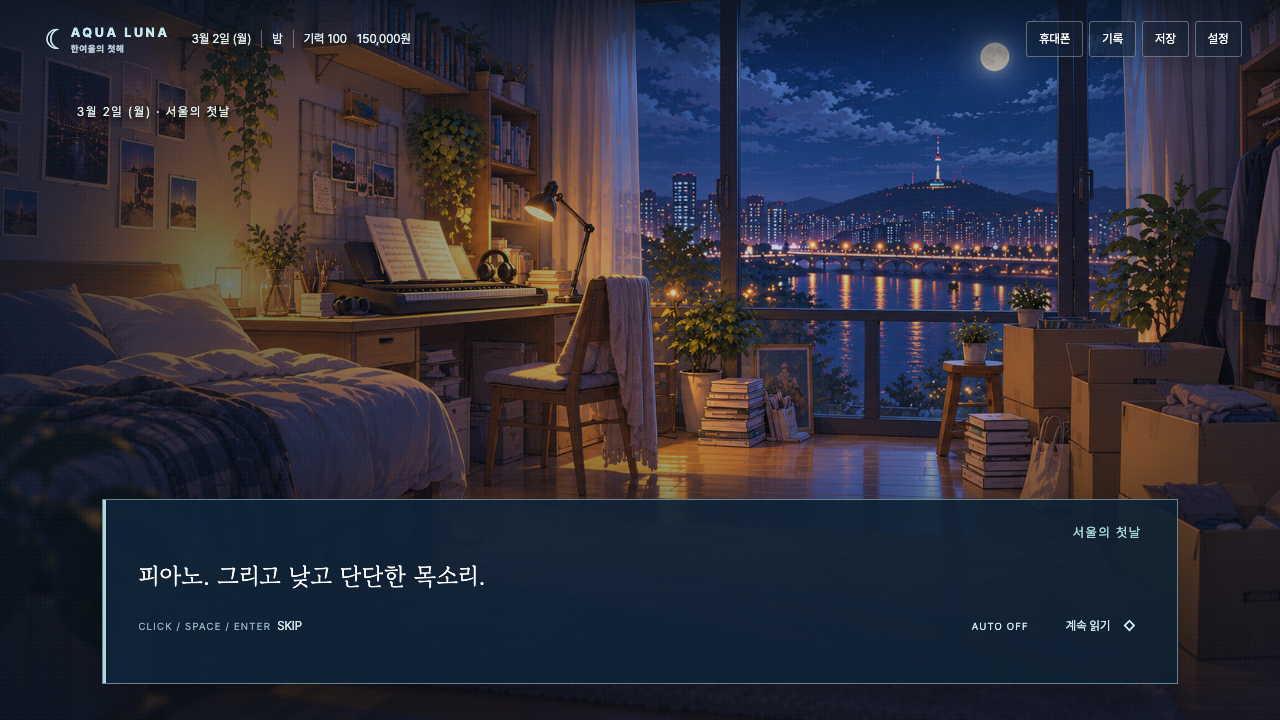 AQUA LUNA
한여울의 첫해
3월 2일 (월) 밤 기력 100 150,000원
휴대폰 기록 저장 설정
3월 2일 (월) · 서울의 첫날
서울의 첫날
피아노. 그리고 낮고 단단한 목소리.
CLICK / SPACE / ENTER SKIP
AUTO OFF 계속 읽기